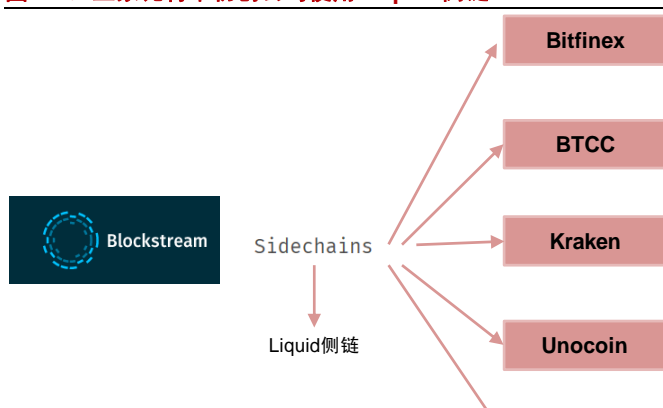 Bitfinex
BTCC
Blockstream
Sidechains
Kraken
Liquid侧链
Unocoin